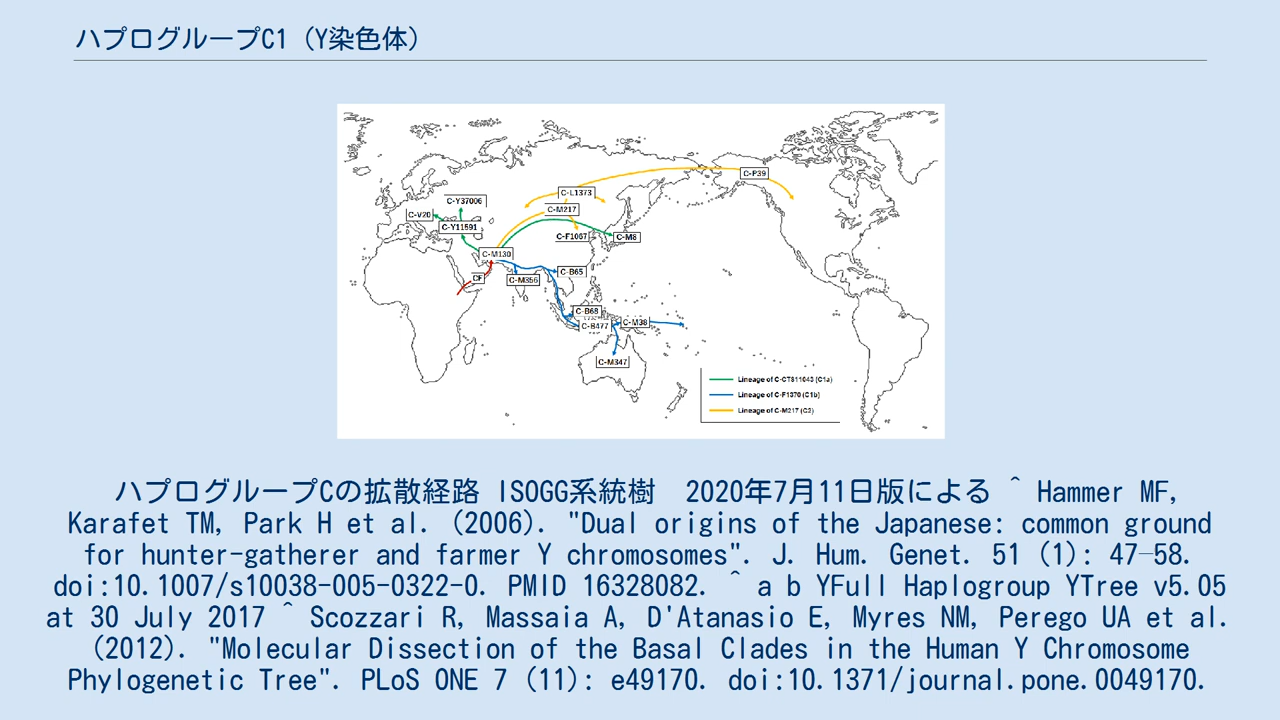 ハプログループC1（Y染色体）
C-P39
C-L1373
C-Y37006
C-M217
C-V20
C-Y11591
C-F1067
C-M8
C-M130
C-B65
CF
C-M356
C-B68
C-M38
C-B477
C-M347
Lineage of C-CTS11043 (C1a)
Lineage of C-F1370 (C1b)
Lineage of C-M217 (C2)
ハプログループCの拡散経路 ISOGG系統樹　2020年7月11日版による ^ Hammer MF,
Karafet TM, Park H et al. (2006). "Dual origins of the Japanese: common ground
for hunter-gatherer and farmer Y chromosomes". J. Hum. Genet. 51 (1): 47–58.
doi:10.1007/s10038-005-0322-0. PMID 16328082. ^ a b YFull Haplogroup YTree v5.05
at 30 July 2017 ^ Scozzari R, Massaia A, D'Atanasio E, Myres NM, Perego UA et al.
(2012). "Molecular Dissection of the Basal Clades in the Human Y Chromosome
Phylogenetic Tree". PLoS ONE 7 (11): e49170. doi:10.1371/journal.pone.0049170.